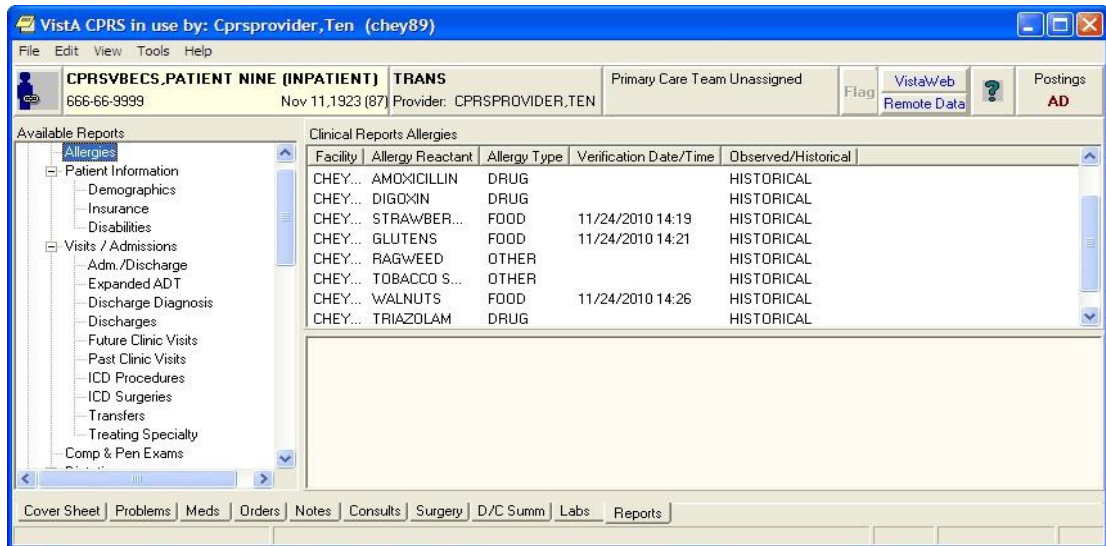 VistA CPRS in use by: Cprsprovider,Ten (chey89)
File Edit View Tools Help
CPRSVBECS,PATIENT NINE (INPATIENT) TRANS Primary Care Team Unassigned Flag VistaWeb ? Postings
666-66-9999 Nov 11,1923 (87) Provider: CPRSPROVIDER,TEN Remote Data AD
Available Reports
Allergies
Patient Information
Demographics
Insurance
Disabilities
Visits / Admissions
Adm./Discharge
Expanded ADT
Discharge Diagnosis
Discharges
Future Clinic Visits
Past Clinic Visits
ICD Procedures
ICD Surgeries
Transfers
Treating Specialty
Comp & Pen Exams
Clinical Reports Allergies
Facility Allergy Reactant Allergy Type Verification Date/Time Observed/Historical
CHEY... AMOXICILLIN DRUG HISTORICAL
CHEY... DIGOXIN DRUG HISTORICAL
CHEY... STRAWBER... FOOD 11/24/2010 14:19 HISTORICAL
CHEY... GLUTENS FOOD 11/24/2010 14:21 HISTORICAL
CHEY... RAGWEED OTHER HISTORICAL
CHEY... TOBACCO S... OTHER HISTORICAL
CHEY... WALNUTS FOOD 11/24/2010 14:26 HISTORICAL
CHEY... TRIAZOLAM DRUG HISTORICAL
Cover Sheet Problems Meds Orders Notes Consults Surgery D/C Summ Labs Reports